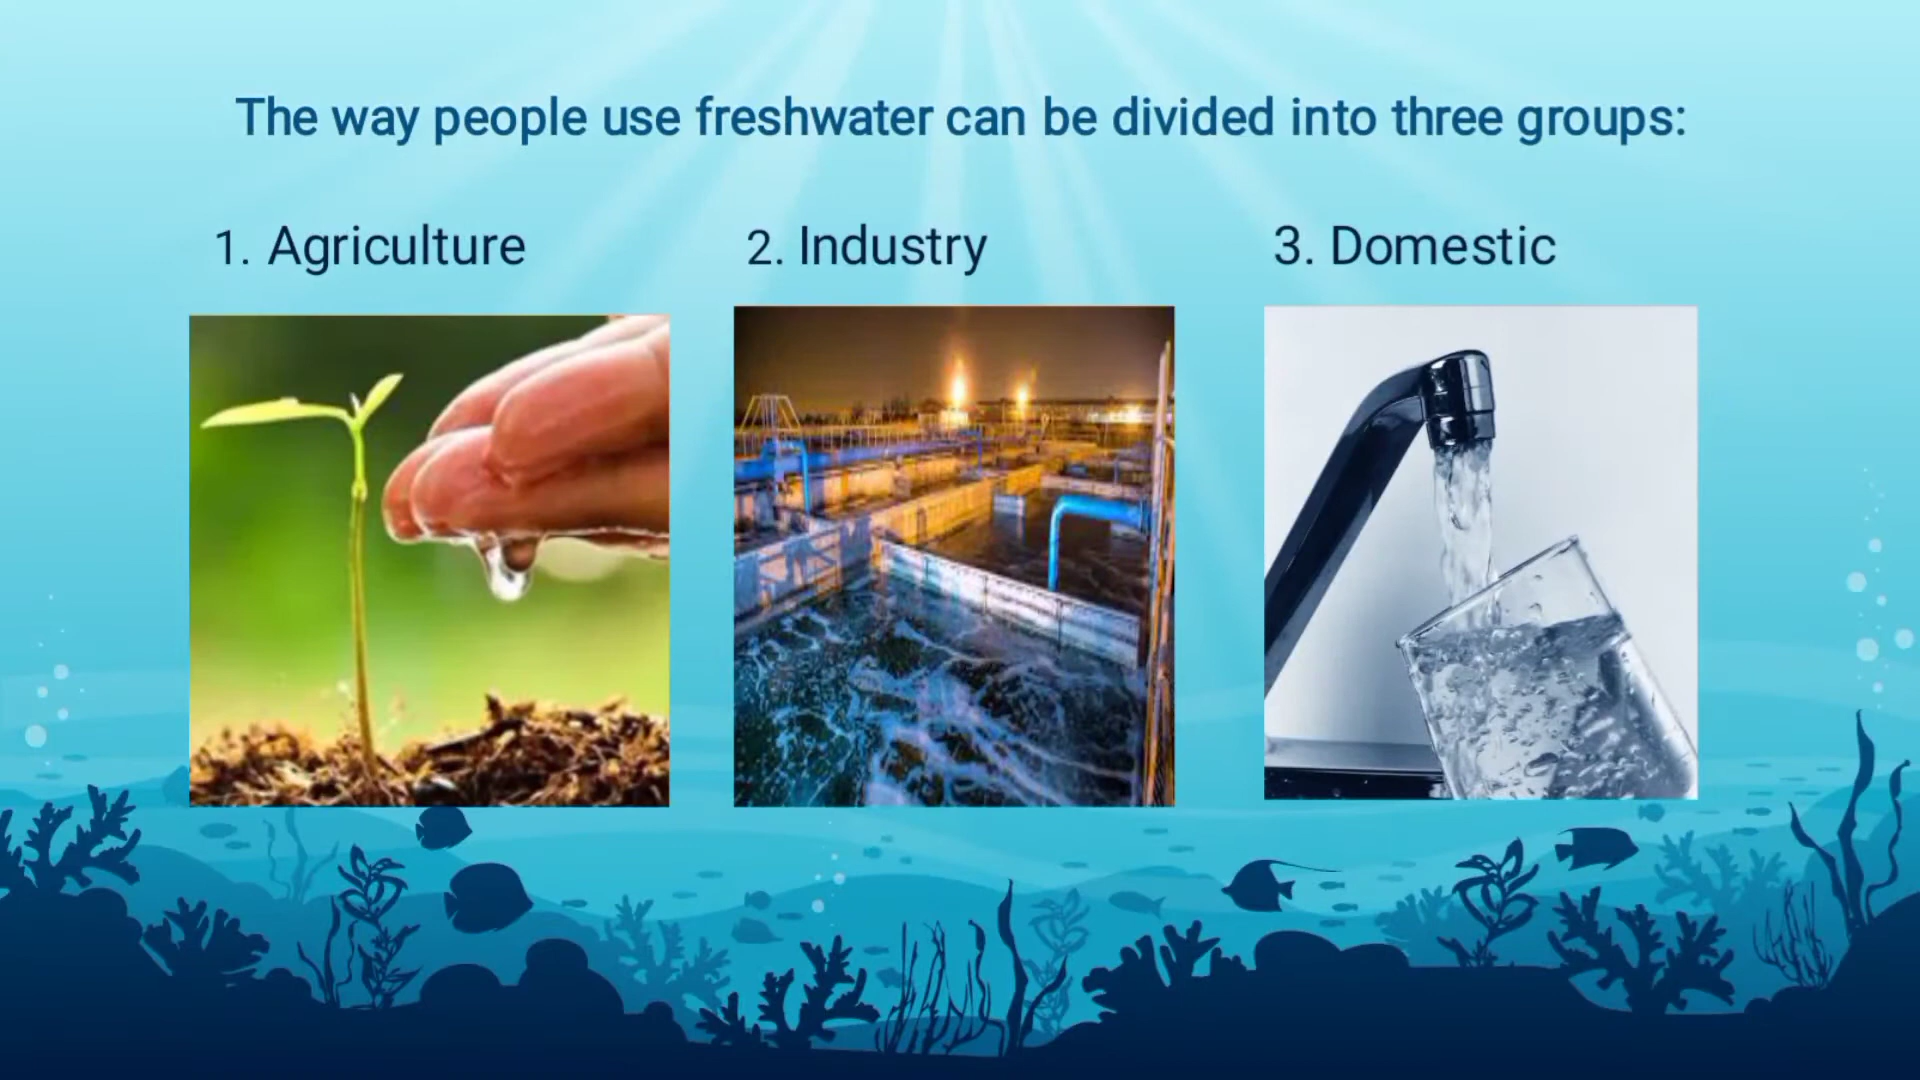 The way people use freshwater can be divided into three groups:
1. Agriculture
2. Industry
3. Domestic